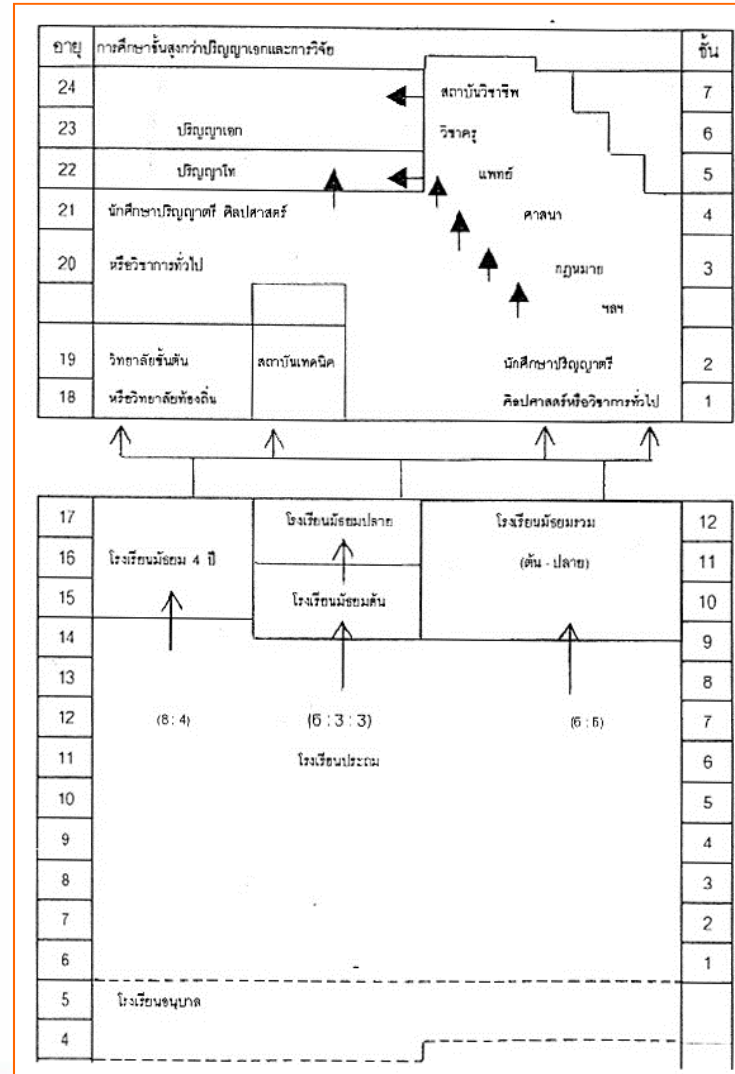 อายุ การศึกษาขั้นสูงกว่าปริญญาเอกและการวิจัย ชั้น
24 สถาบันวิชาชีพ 7
23 ปริญญาเอก วิชาครู 6
22 ปริญญาโท แพทย์ 5
21 นักศึกษาปริญญาตรี ศิลปศาสตร์ ศาสนา 4
20 หรือวิชาการทั่วไป กฎหมาย 3
ฯลฯ
19 วิทยาลัยชั้นต้น สถาบันเทคนิค นักศึกษาปริญญาตรี 2
18 หรือวิทยาลัยท้องถิ่น ศิลปศาสตร์หรือวิชาการทั่วไป 1
17 โรงเรียนมัธยมปลาย โรงเรียนมัธยมรวม 12
16 โรงเรียนมัธยม 4 ปี (ต้น - ปลาย) 11
15 โรงเรียนมัธยมต้น 10
14 9
13 8
12 (8 : 4) (6 : 3 : 3) (6 : 6) 7
11 โรงเรียนประถม 6
10 5
9 4
8 3
7 2
6 1
5 โรงเรียนอนุบาล
4